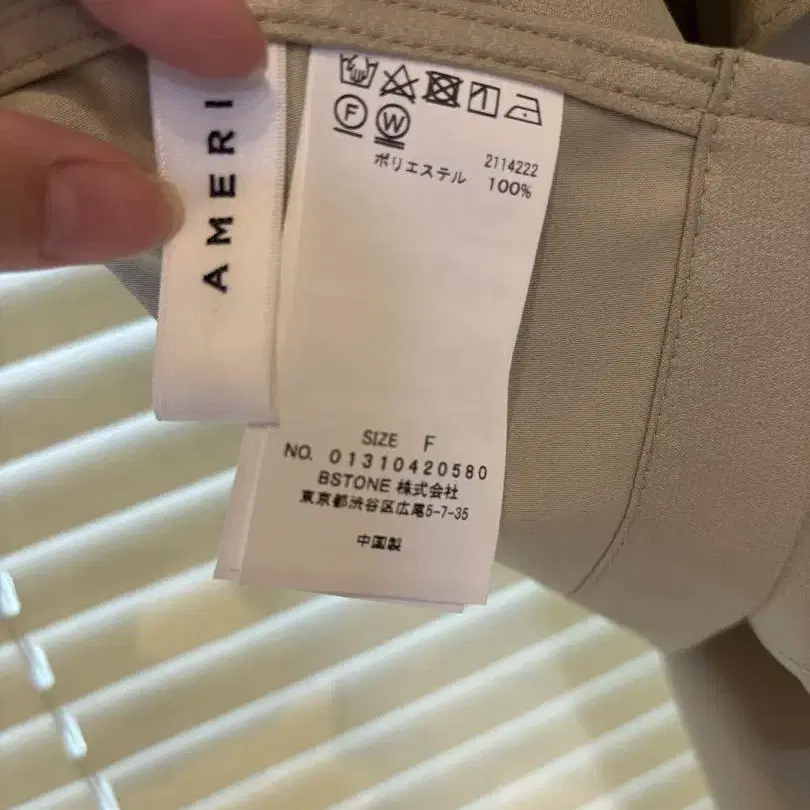 AMERI
F W
ポリエステル 100%
2114222
SIZE F
NO. 01310420580
BSTONE 株式会社
東京都渋谷区広尾5-7-35
中国製